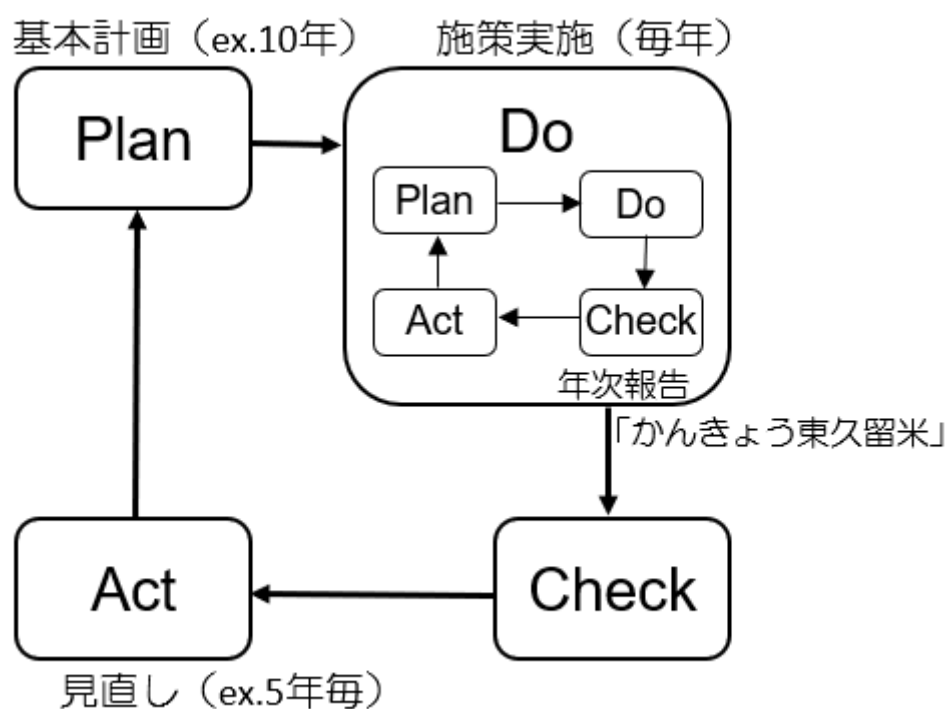 基本計画（ex.10年）
施策実施（毎年）
Plan
Do
Plan
Do
Act
Check
年次報告
「かんきょう東久留米」
Act
Check
見直し（ex.5年毎）